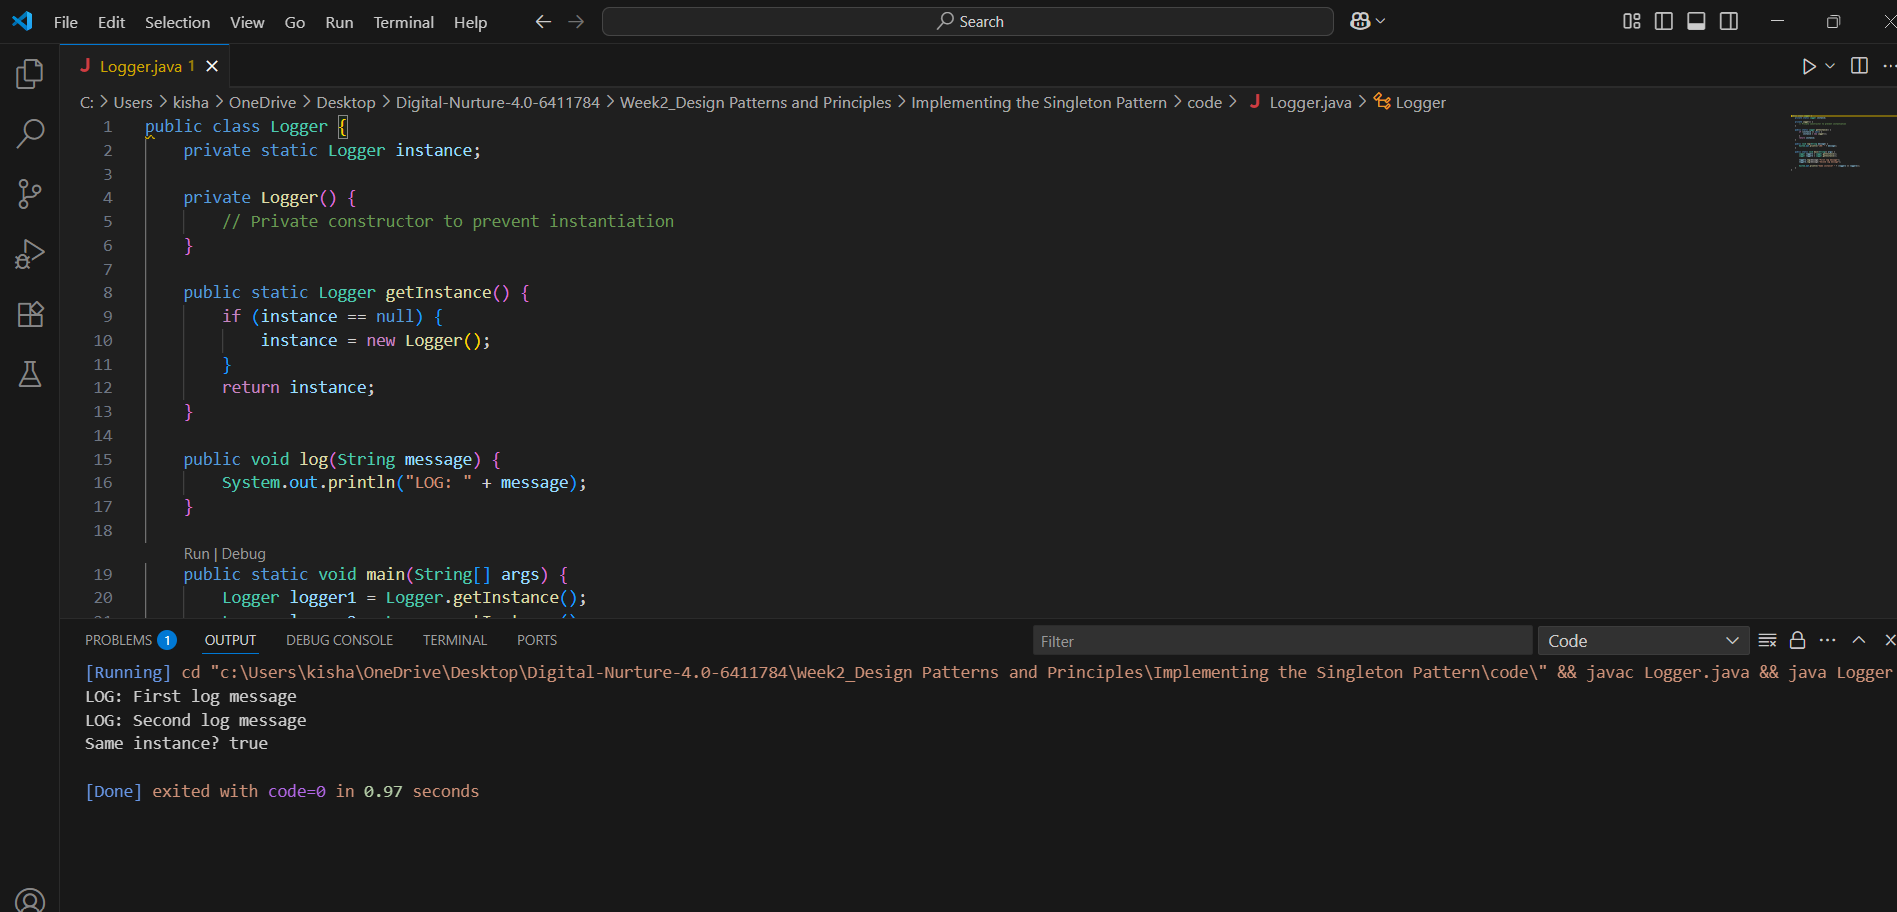 File Edit Selection View Go Run Terminal Help Search
Logger.java 1
C: > Users > kisha > OneDrive > Desktop > Digital-Nurture-4.0-6411784 > Week2_Design Patterns and Principles > Implementing the Singleton Pattern > code > J Logger.java > Logger
1 public class Logger {
2 private static Logger instance;
3
4 private Logger() {
5 // Private constructor to prevent instantiation
6 }
7
8 public static Logger getInstance() {
9 if (instance == null) {
10 instance = new Logger();
11 }
12 return instance;
13 }
14
15 public void log(String message) {
16 System.out.println("LOG: " + message);
17 }
18
Run | Debug
19 public static void main(String[] args) {
20 Logger logger1 = Logger.getInstance();
PROBLEMS 1 OUTPUT DEBUG CONSOLE TERMINAL PORTS Filter Code
[Running] cd "c:\Users\kisha\OneDrive\Desktop\Digital-Nurture-4.0-6411784\Week2_Design Patterns and Principles\Implementing the Singleton Pattern\code\" && javac Logger.java && java Logger
LOG: First log message
LOG: Second log message
Same instance? true
[Done] exited with code=0 in 0.97 seconds